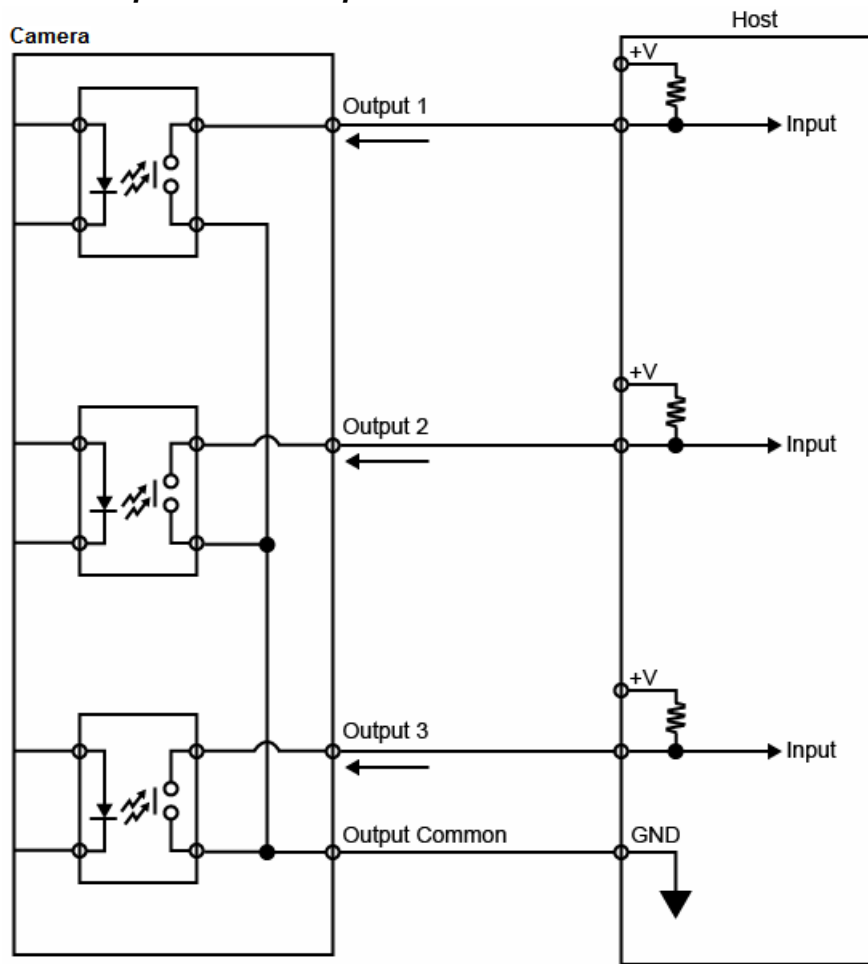 Host
Camera
+V
Output 1
Input
+V
Output 2
Input
+V
Output 3
Input
Output Common
GND